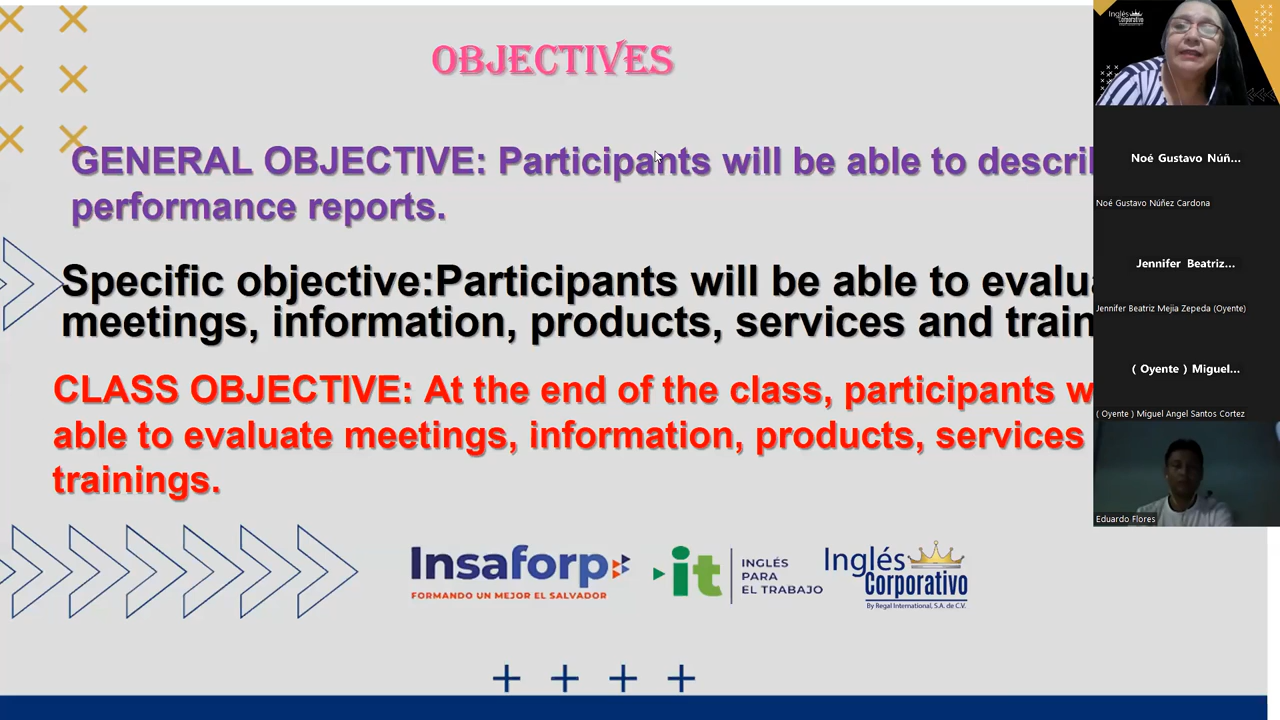 OBJECTIVES
GENERAL OBJECTIVE: Participants will be able to
performance reports.
Specific objective:Participants will be able to
meetings, information, products, services and
CLASS OBJECTIVE: At the end of the class, participants
able to evaluate meetings, information, products, services
trainings.
Insaforp
FORMANDO UN MEJOR EL SALVADOR
it
INGLÉS
PARA
EL TRABAJO
Inglés
Corporativo
By Regal International, S.A. de C.V.
Inglés
Corporativo
Noé Gustavo Núñ...
Noé Gustavo Núñez Cardona
Jennifer Beatriz...
Jennifer Beatriz Mejia Zepeda (Oyente)
( Oyente ) Miguel...
( Oyente ) Miguel Angel Santos Cortez
Eduardo Flores